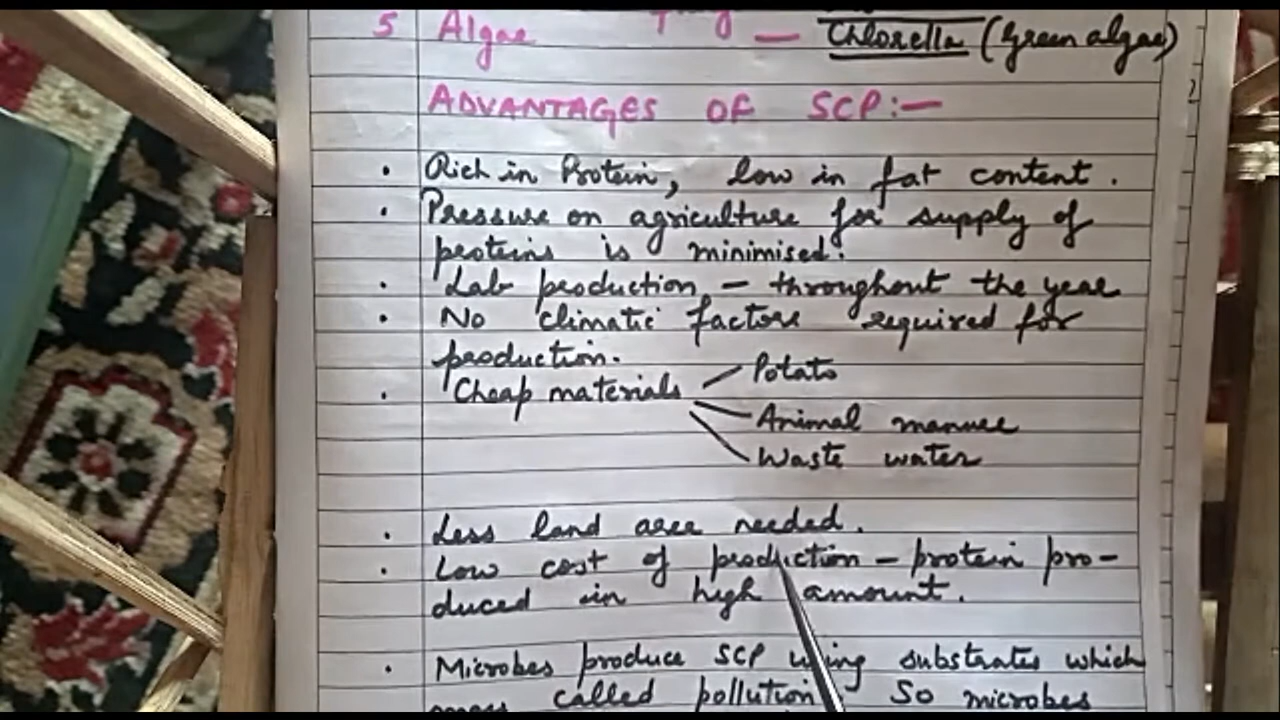 5 Algae — Chlorella (Green algae)
ADVANTAGES OF SCP:—
• Rich in Protein, low in fat content.
• Pressure on agriculture for supply of
proteins is minimised.
• Lab production — throughout the year
• No climatic factors required for
production.
• Cheap materials Potato
Animal manure
Waste water
• Less land area needed.
• Low cost of production — protein pro-
duced in high amount.
• Microbes produce SCP using substrates which
called pollution. So microbes